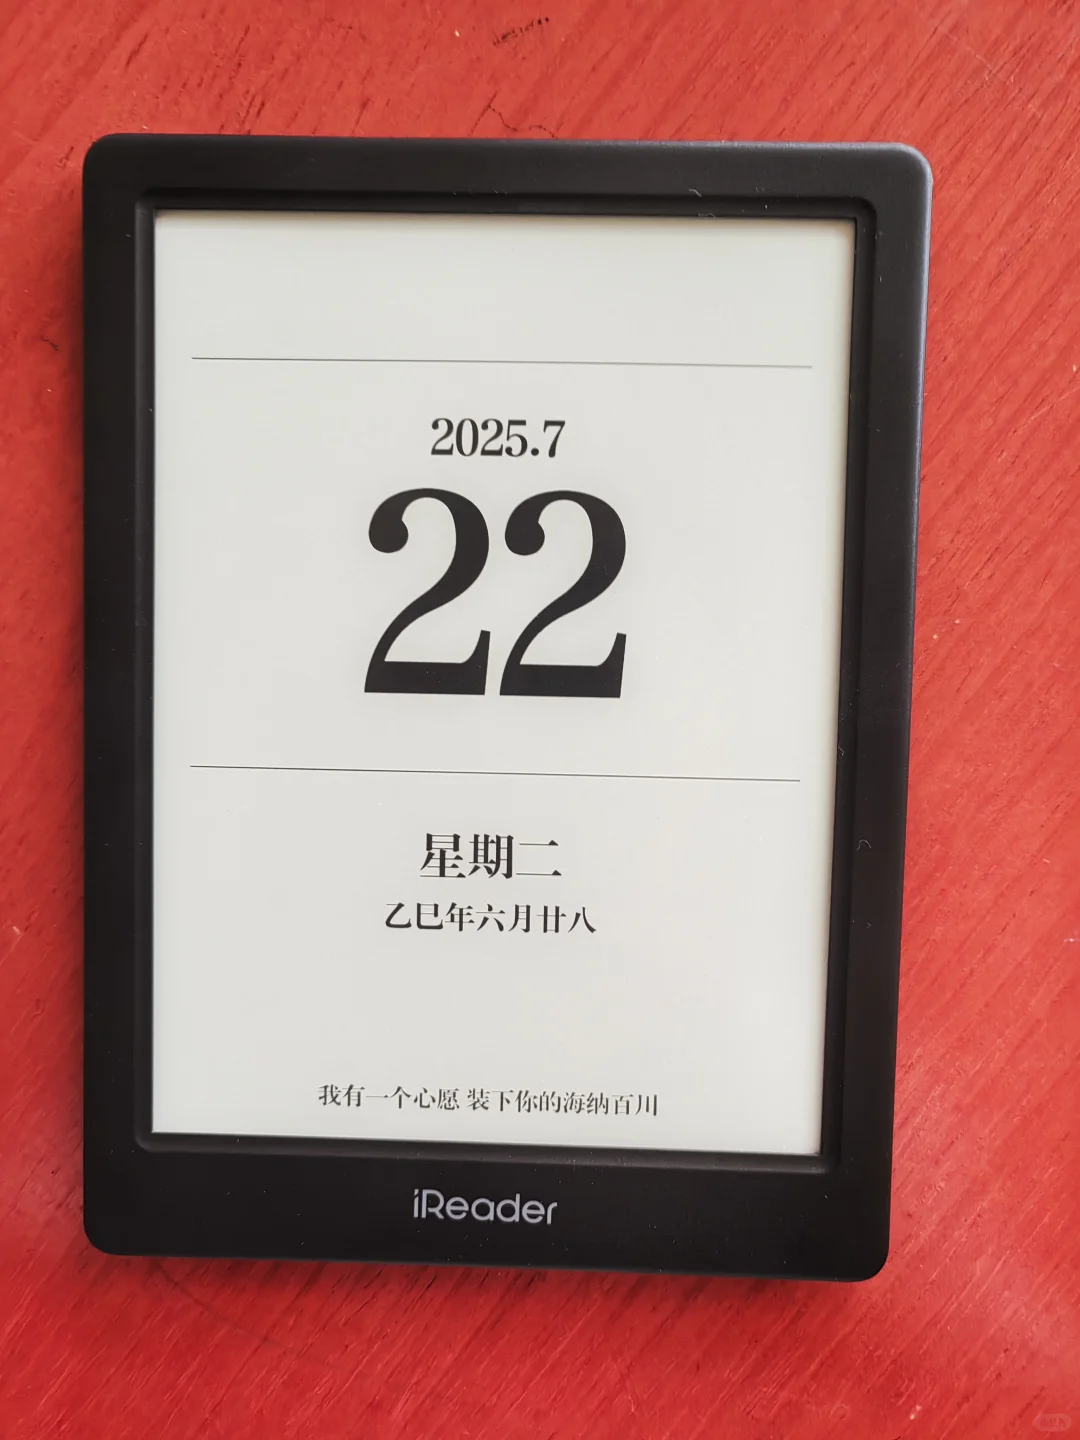 2025.7
22
星期二
乙巳年六月廿八
我有一个心愿 装下你的海纳百川
iReader